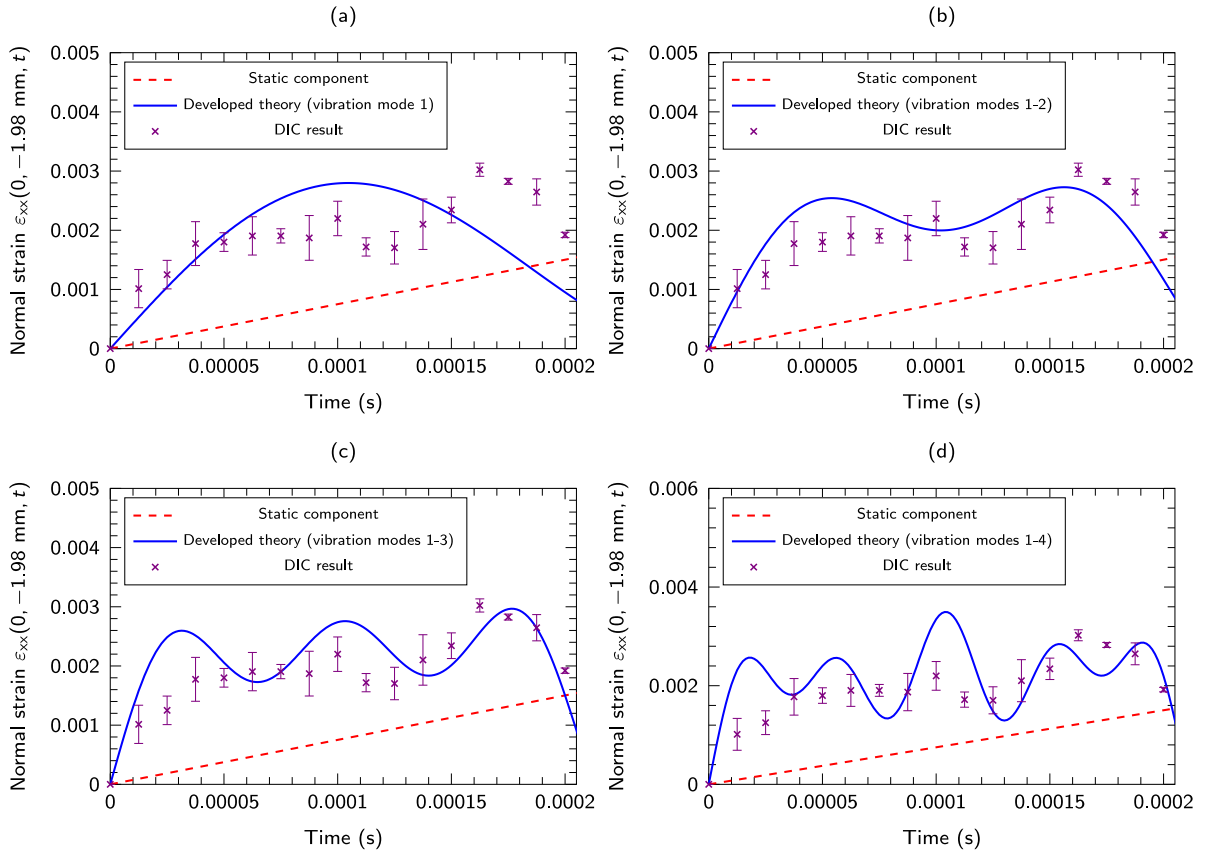 (a)
Normal strain εxx(0, −1.98 mm, t)
0.005
0.004
0.003
0.002
0.001
0
Static component
Developed theory (vibration mode 1)
DIC result
0 0.00005 0.0001 0.00015 0.0002
Time (s)
(b)
Normal strain εxx(0, −1.98 mm, t)
0.005
0.004
0.003
0.002
0.001
0
Static component
Developed theory (vibration modes 1-2)
DIC result
0 0.00005 0.0001 0.00015 0.0002
Time (s)
(c)
Normal strain εxx(0, −1.98 mm, t)
0.005
0.004
0.003
0.002
0.001
0
Static component
Developed theory (vibration modes 1-3)
DIC result
0 0.00005 0.0001 0.00015 0.0002
Time (s)
(d)
Normal strain εxx(0, −1.98 mm, t)
0.006
0.004
0.002
0
Static component
Developed theory (vibration modes 1-4)
DIC result
0 0.00005 0.0001 0.00015 0.0002
Time (s)